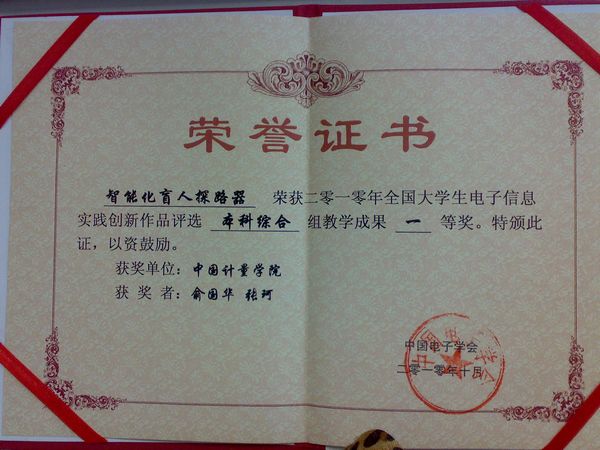 荣誉证书
智能化盲人探路器 荣获二零一零年全国大学生电子信息
实践创新作品评选 本科综合 组教学成果 一 等奖。特颁此
证，以资鼓励。
获奖单位：中国计量学院
获 奖 者：俞国华 张珂
中国电子学会
二零一零年十月